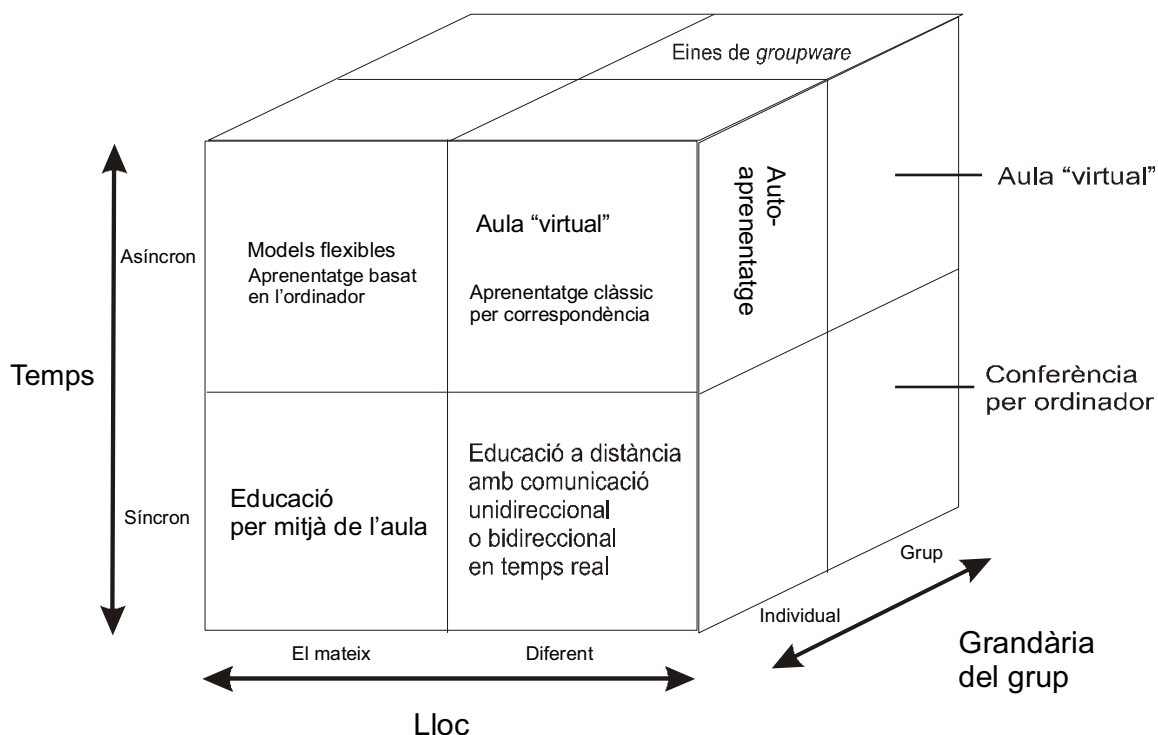 Eines de groupware
Aula “virtual”
Auto-
aprenentatge
Aula “virtual”
Asíncron
Models flexibles
Aprenentatge basat
en l’ordinador
Aprenentatge clàssic
per correspondència
Temps
Conferència
per ordinador
Síncron
Educació
per mitjà de l’aula
Educació a distància
amb comunicació
unidireccional
o bidireccional
en temps real
Grup
Individual
El mateix
Diferent
Grandària
del grup
Lloc